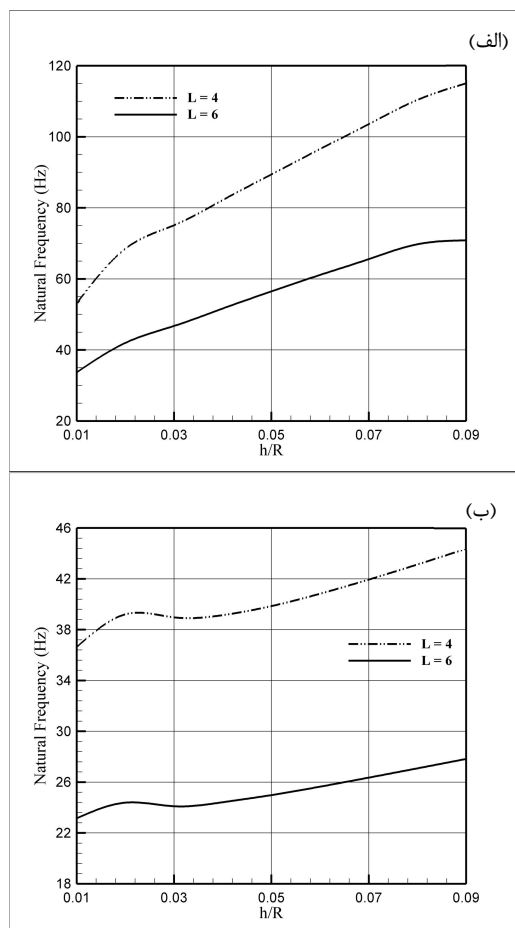 (الف)
120
100
80
60
40
20
Natural Frequency (Hz)
L = 4
L = 6
0.01 0.03 0.05 0.07 0.09
h/R
(ب)
46
42
38
34
30
26
22
18
Natural Frequency (Hz)
L = 4
L = 6
0.01 0.03 0.05 0.07 0.09
h/R